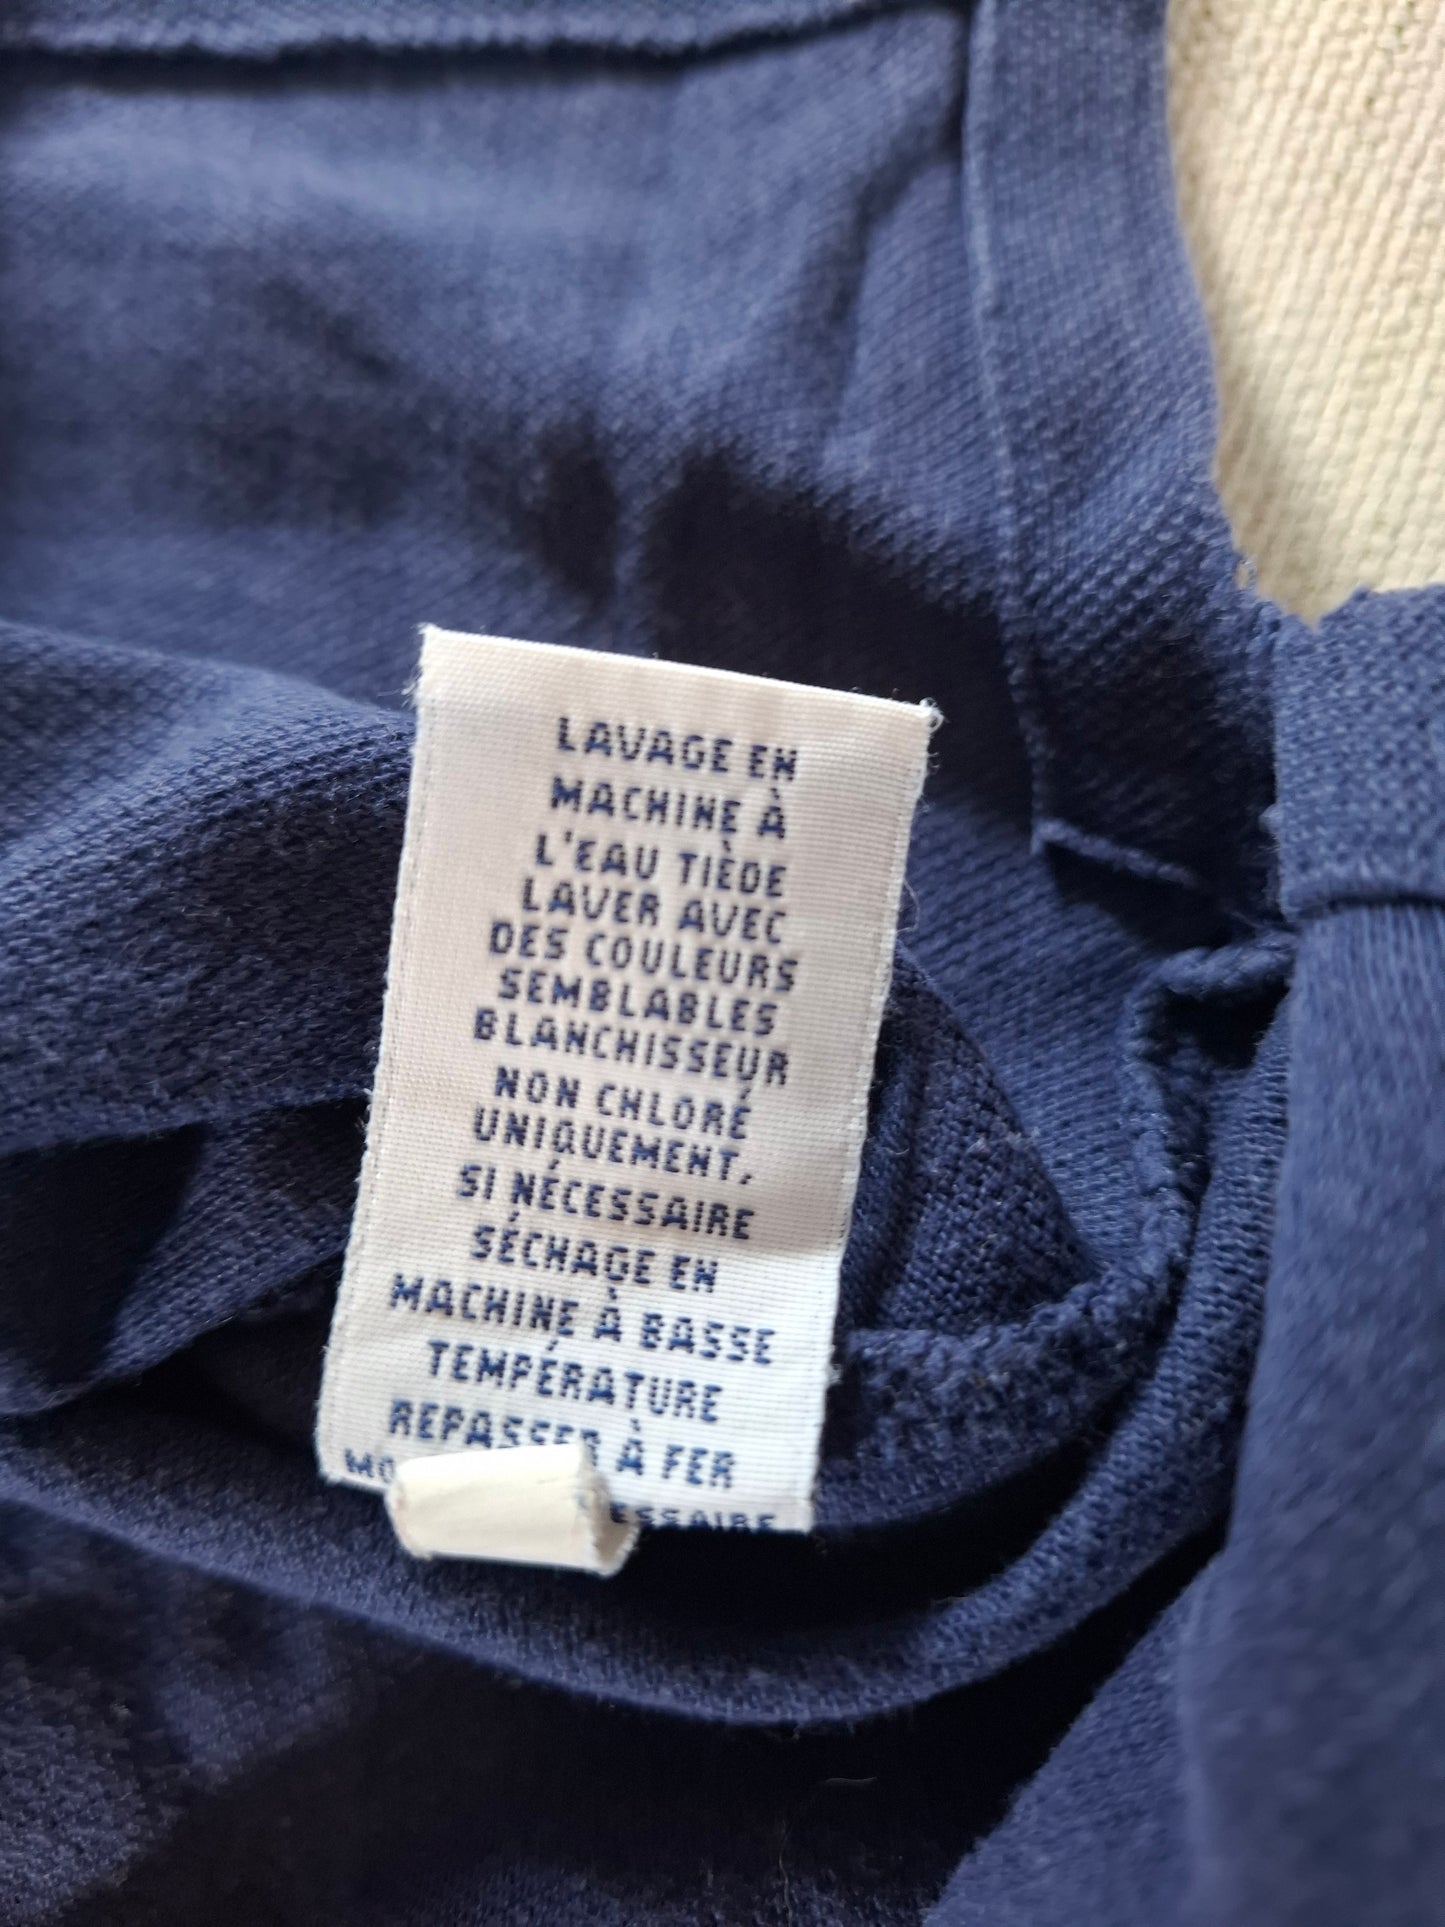 LAVAGE EN
MACHINE À
L'EAU TIÈDE
LAVER AVEC
DES COULEURS
SEMBLABLES
BLANCHISSEUR
NON CHLORÉ
UNIQUEMENT,
SI NÉCESSAIRE
SÉCHAGE EN
MACHINE À BASSE
TEMPÉRATURE
REPASSER À FER